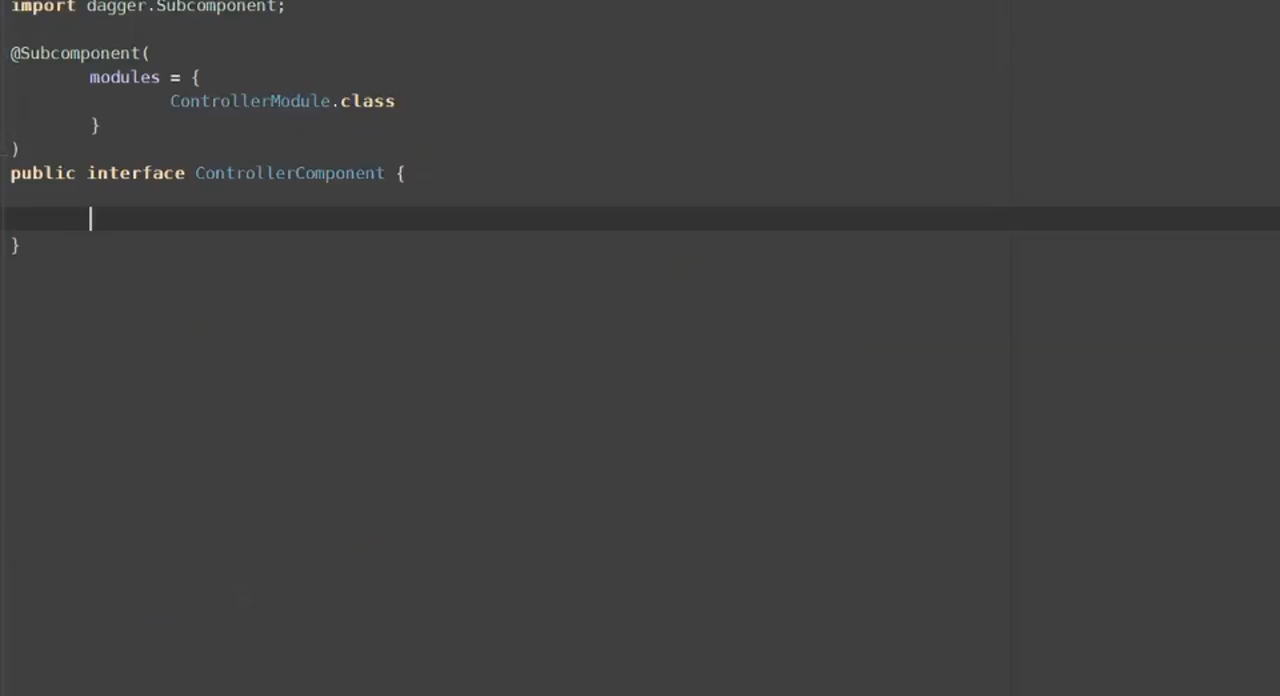 import dagger.Subcomponent;
@Subcomponent(
modules = {
ControllerModule.class
}
)
public interface ControllerComponent {
}